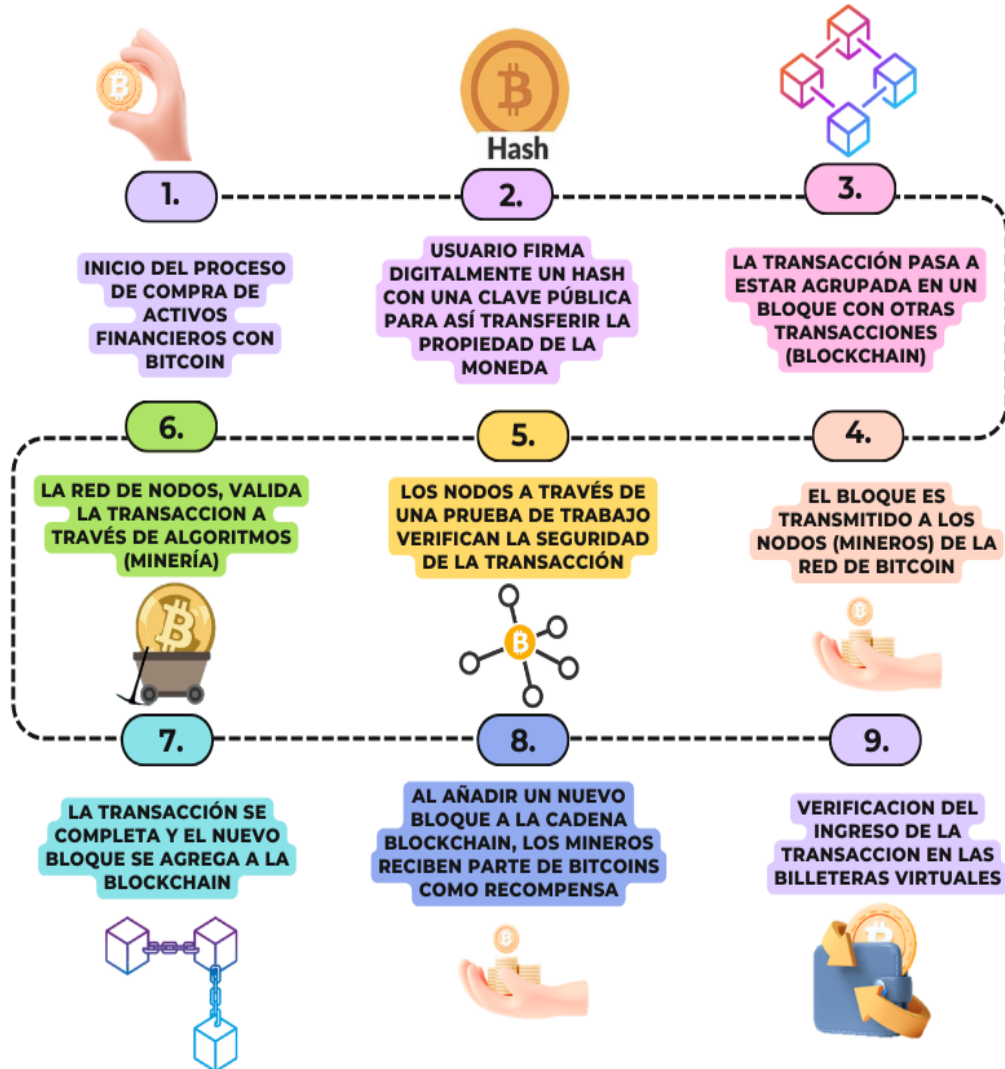 Hash
1.
INICIO DEL PROCESO
DE COMPRA DE
ACTIVOS
FINANCIEROS CON
BITCOIN
2.
USUARIO FIRMA
DIGITALMENTE UN HASH
CON UNA CLAVE PÚBLICA
PARA ASÍ TRANSFERIR LA
PROPIEDAD DE LA
MONEDA
3.
LA TRANSACCIÓN PASA A
ESTAR AGRUPADA EN UN
BLOQUE CON OTRAS
TRANSACCIONES
(BLOCKCHAIN)
4.
EL BLOQUE ES
TRANSMITIDO A LOS
NODOS (MINEROS) DE LA
RED DE BITCOIN
5.
LOS NODOS A TRAVÉS DE
UNA PRUEBA DE TRABAJO
VERIFICAN LA SEGURIDAD
DE LA TRANSACCIÓN
6.
LA RED DE NODOS, VALIDA
LA TRANSACCION A
TRAVÉS DE ALGORITMOS
(MINERÍA)
7.
LA TRANSACCIÓN SE
COMPLETA Y EL NUEVO
BLOQUE SE AGREGA A LA
BLOCKCHAIN
8.
AL AÑADIR UN NUEVO
BLOQUE A LA CADENA
BLOCKCHAIN, LOS MINEROS
RECIBEN PARTE DE BITCOINS
COMO RECOMPENSA
9.
VERIFICACION DEL
INGRESO DE LA
TRANSACCION EN LAS
BILLETERAS VIRTUALES